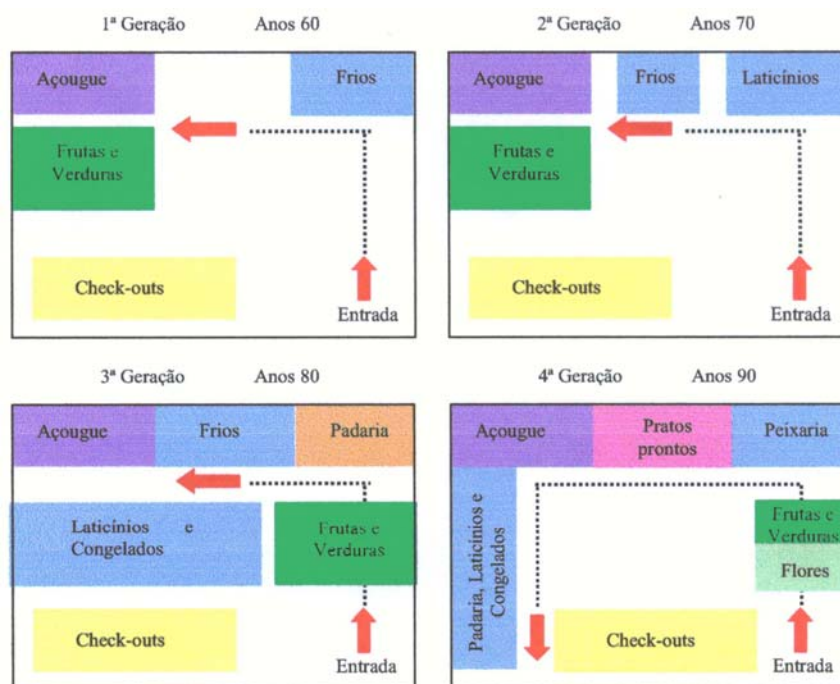 1ª Geração Anos 60
Açougue
Frios
Frutas e
Verduras
Check-outs
Entrada
2ª Geração Anos 70
Açougue
Frios
Laticínios
Frutas e
Verduras
Check-outs
Entrada
3ª Geração Anos 80
Açougue
Frios
Padaria
Laticínios e
Congelados
Frutas e
Verduras
Check-outs
Entrada
4ª Geração Anos 90
Açougue
Pratos
prontos
Peixaria
Padaria, Laticínios e
Congelados
Frutas e
Verduras
Flores
Check-outs
Entrada